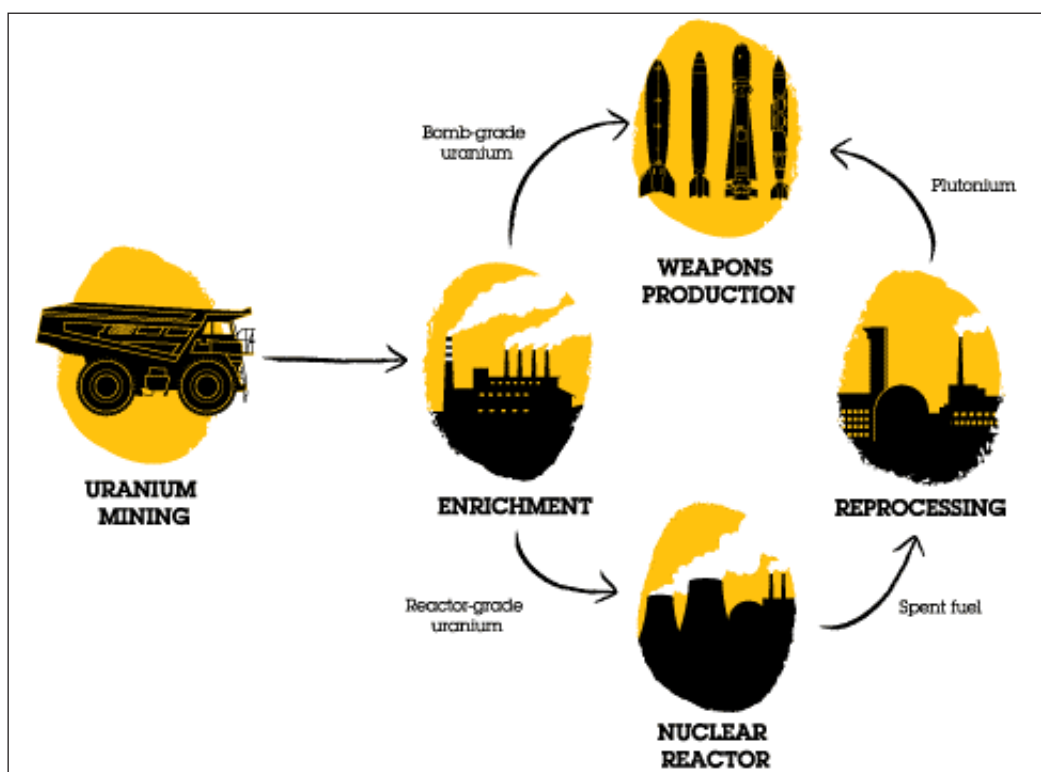 Bomb-grade
uranium
Plutonium
WEAPONS
PRODUCTION
URANIUM
MINING
ENRICHMENT
REPROCESSING
Reactor-grade
uranium
Spent fuel
NUCLEAR
REACTOR